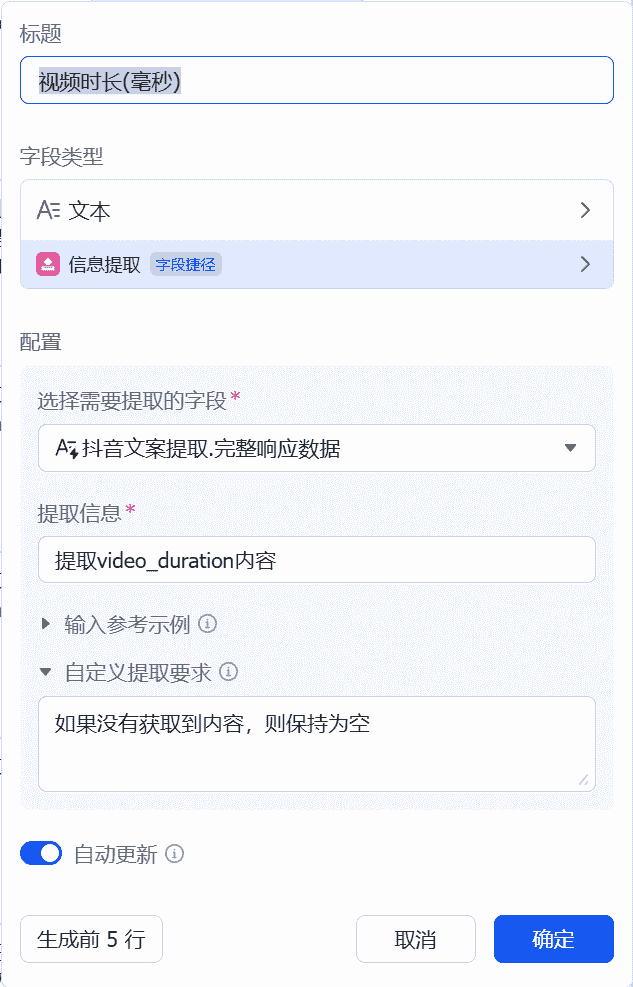 标题
视频时长(毫秒)
字段类型
文本
信息提取 字段捷径
配置
选择需要提取的字段*
抖音文案提取.完整响应数据
提取信息*
提取video_duration内容
输入参考示例
自定义提取要求
如果没有获取到内容，则保持为空
自动更新
生成前 5 行 取消 确定